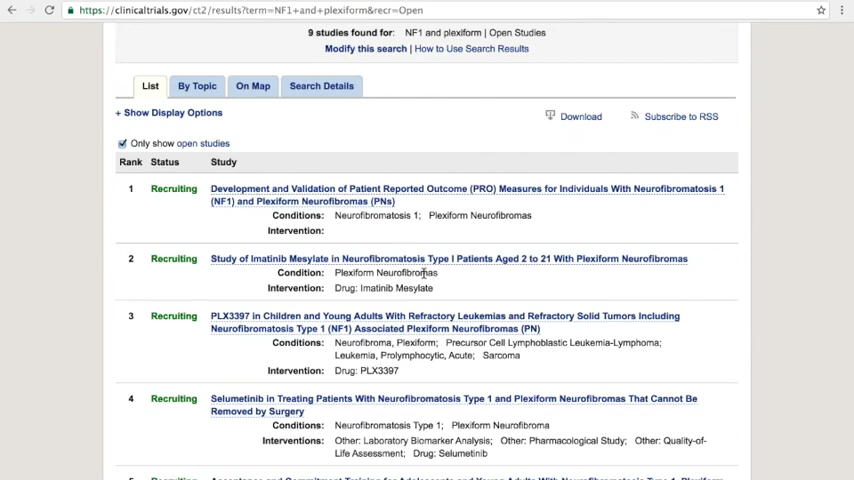 https://clinicaltrials.gov/ct2/results?term=NF1+and+plexiform&recr=Open
9 studies found for: NF1 and plexiform | Open Studies
Modify this search | How to Use Search Results
List By Topic On Map Search Details
+ Show Display Options Download Subscribe to RSS
Only show open studies
Rank Status Study
1 Recruiting Development and Validation of Patient Reported Outcome (PRO) Measures for Individuals With Neurofibromatosis 1
(NF1) and Plexiform Neurofibromas (PNs)
Conditions: Neurofibromatosis 1; Plexiform Neurofibromas
Intervention:
2 Recruiting Study of Imatinib Mesylate in Neurofibromatosis Type I Patients Aged 2 to 21 With Plexiform Neurofibromas
Condition: Plexiform Neurofibromas
Intervention: Drug: Imatinib Mesylate
3 Recruiting PLX3397 in Children and Young Adults With Refractory Leukemias and Refractory Solid Tumors Including
Neurofibromatosis Type 1 (NF1) Associated Plexiform Neurofibromas (PN)
Conditions: Neurofibroma, Plexiform; Precursor Cell Lymphoblastic Leukemia-Lymphoma;
Leukemia, Prolymphocytic, Acute; Sarcoma
Intervention: Drug: PLX3397
4 Recruiting Selumetinib in Treating Patients With Neurofibromatosis Type 1 and Plexiform Neurofibromas That Cannot Be
Removed by Surgery
Conditions: Neurofibromatosis Type 1; Plexiform Neurofibroma
Interventions: Other: Laboratory Biomarker Analysis; Other: Pharmacological Study; Other: Quality-of-
Life Assessment; Drug: Selumetinib